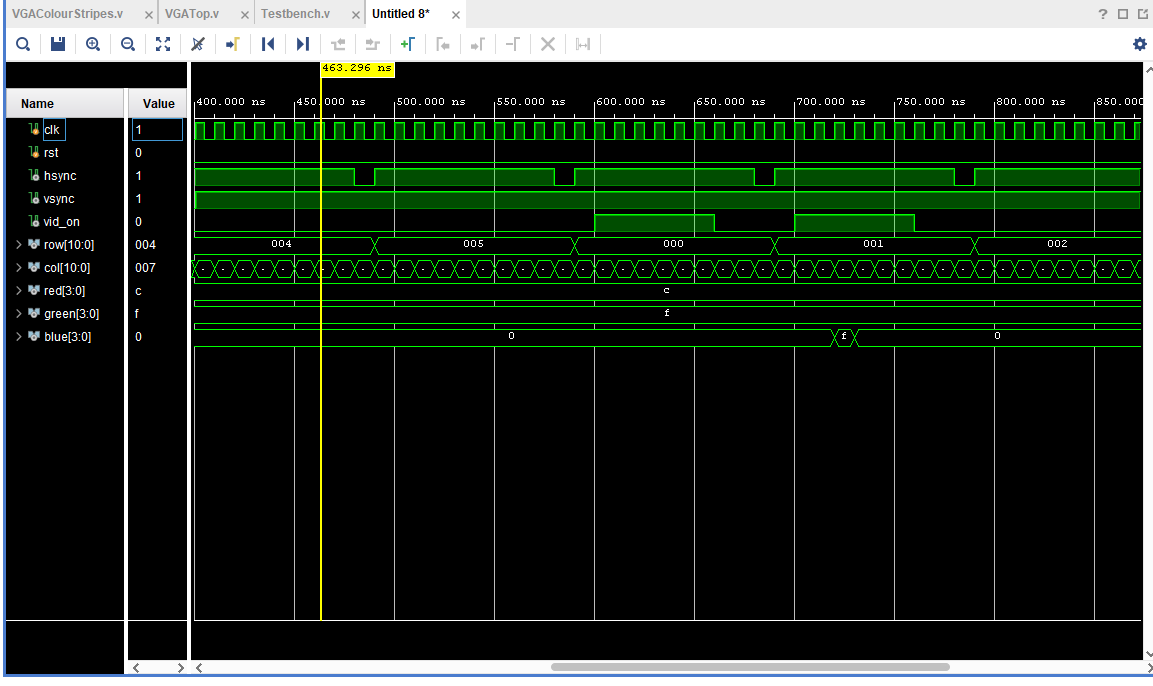 VGAColourStripes.v × VGATop.v × Testbench.v × Untitled 8* ×
463.296 ns
Name Value
400.000 ns 450.000 ns 500.000 ns 550.000 ns 600.000 ns 650.000 ns 700.000 ns 750.000 ns 800.000 ns 850.000
clk 1
rst 0
hsync 1
vsync 1
vid_on 0
row[10:0] 004 004 005 000 001 002
col[10:0] 007
red[3:0] c c
green[3:0] f f
blue[3:0] 0 0 f 0